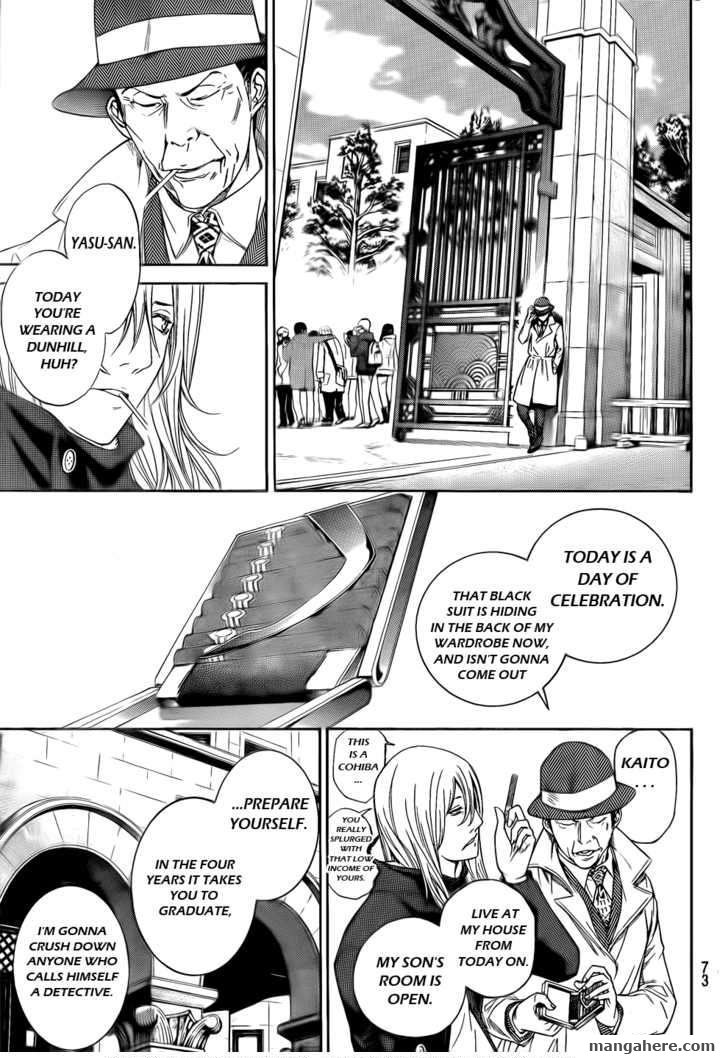 YASU-SAN.
TODAY
YOU'RE
WEARING A
DUNHILL,
HUH?
TODAY IS A
DAY OF
CELEBRATION.
THAT BLACK
SUIT IS HIDING
IN THE BACK OF MY
WARDROBE NOW,
AND ISN'T GONNA
COME OUT
KAITO
...
THIS
IS A
COHIBA
...
YOU
REALLY
SPLURGED
WITH
THAT LOW
INCOME OF
YOURS.
LIVE AT
MY HOUSE
FROM
TODAY ON.
MY SON'S
ROOM IS
OPEN.
...PREPARE
YOURSELF.
IN THE FOUR
YEARS IT TAKES
YOU TO
GRADUATE,
I'M GONNA
CRUSH DOWN
ANYONE WHO
CALLS HIMSELF
A DETECTIVE.
73
mangahere.com